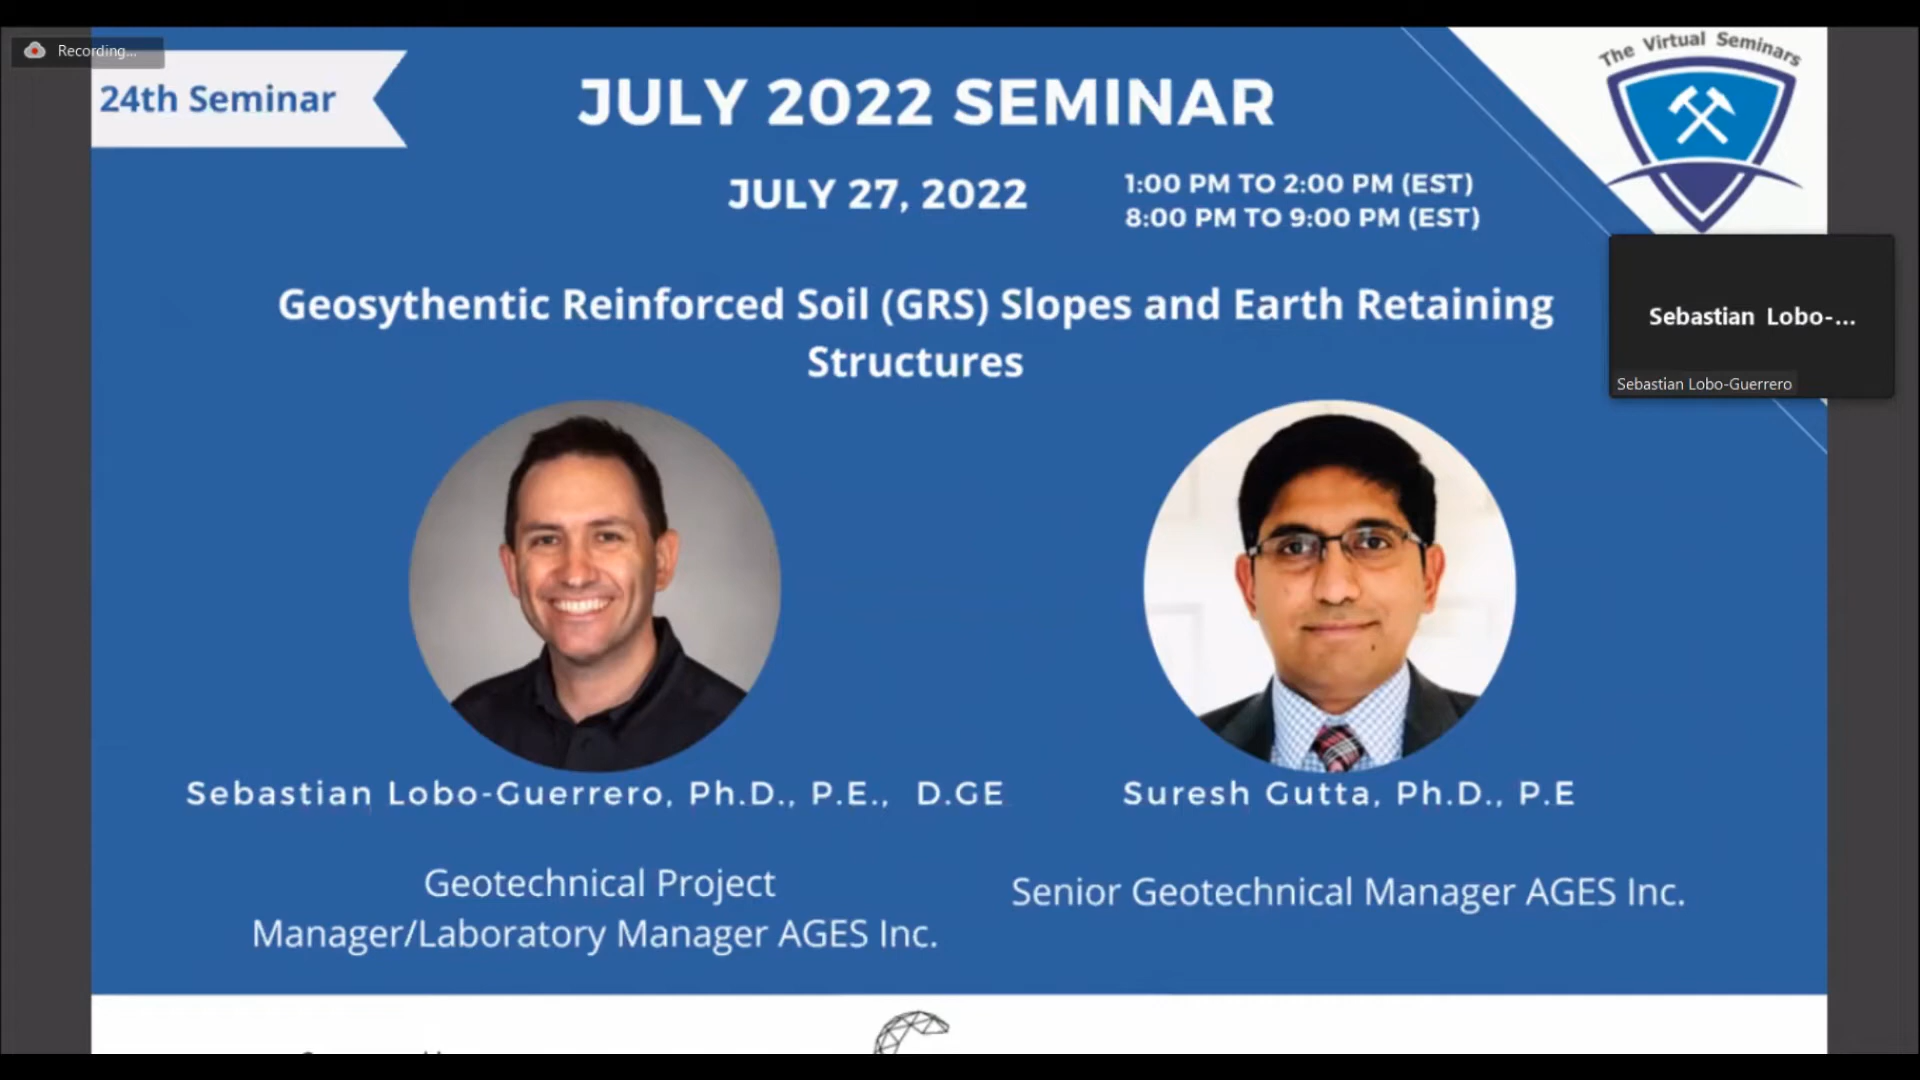 Recording...
24th Seminar
JULY 2022 SEMINAR
The Virtual Seminars
JULY 27, 2022
1:00 PM TO 2:00 PM (EST)
8:00 PM TO 9:00 PM (EST)
Geosythentic Reinforced Soil (GRS) Slopes and Earth Retaining
Structures
Sebastian Lobo-...
Sebastian Lobo-Guerrero
Sebastian Lobo-Guerrero, Ph.D., P.E., D.GE
Suresh Gutta, Ph.D., P.E
Geotechnical Project
Manager/Laboratory Manager AGES Inc.
Senior Geotechnical Manager AGES Inc.